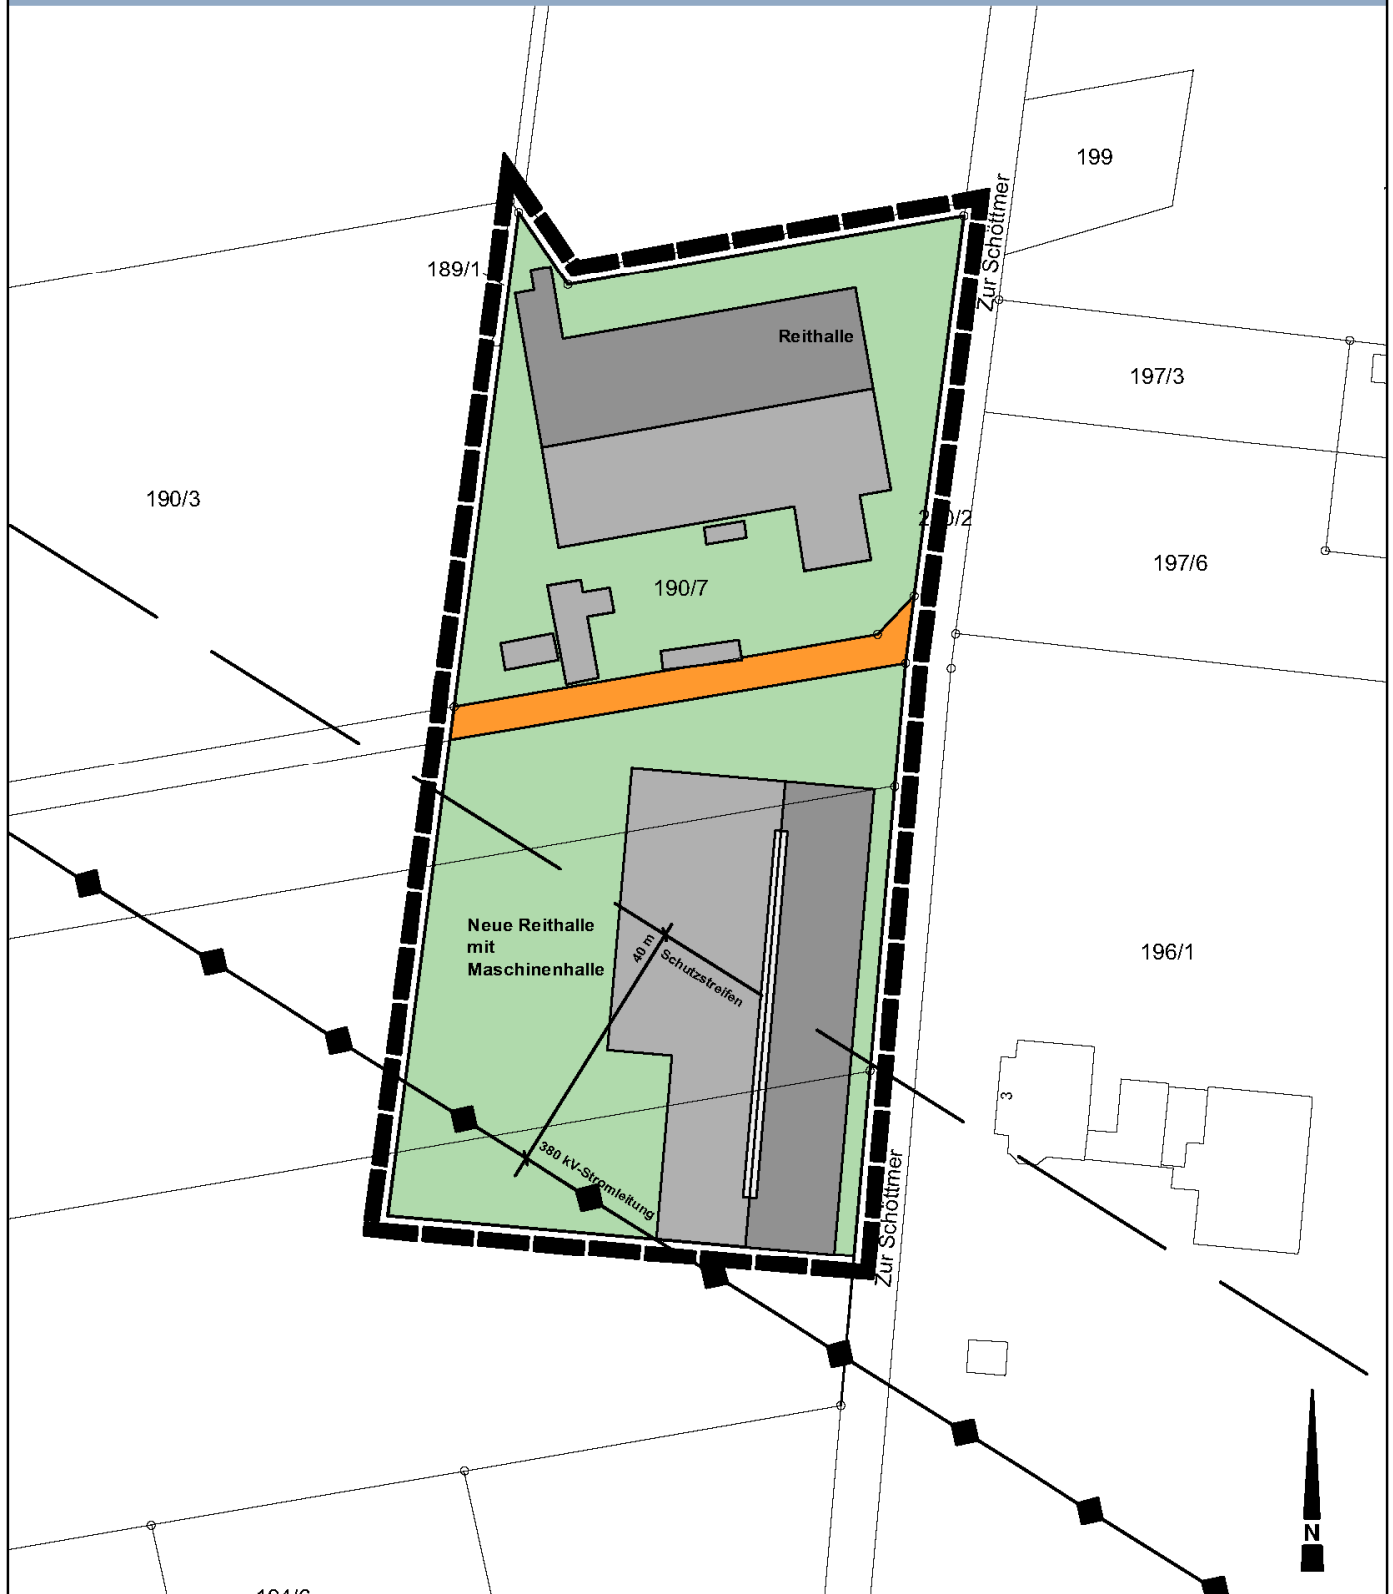 199
Zur Schöttmer
189/1
Reithalle
197/3
190/3
197/6
190/7
Neue Reithalle
mit
Maschinenhalle
40 m
Schutzstreifen
196/1
3
380 kV-Stromleitung
Zur Schöttmer
N